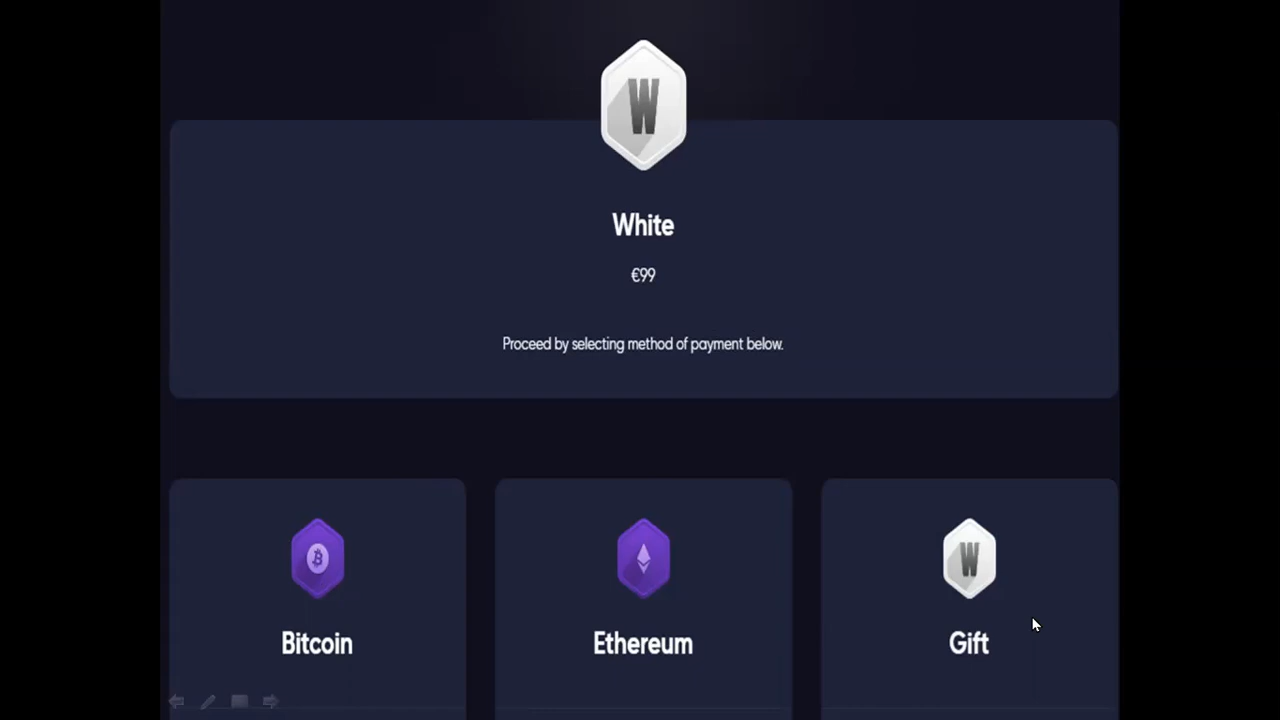 W
White
€99
Proceed by selecting method of payment below.
W
Bitcoin
Ethereum
Gift